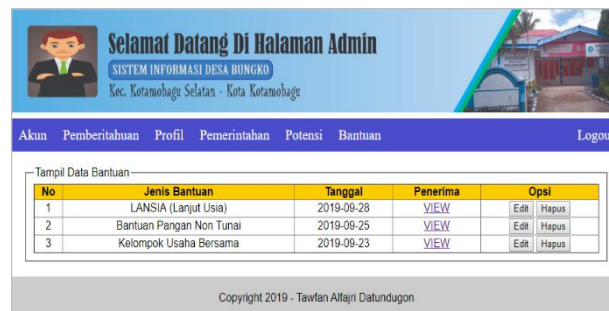 Selamat Datang Di Halaman Admin
SISTEM INFORMASI DESA BUNGKO
Kec. Kotamobagu Selatan - Kota Kotamobagu
Akun Pemberitahuan Profil Pemerintahan Potensi Bantuan Logou
Tampil Data Bantuan
No Jenis Bantuan Tanggal Penerima Opsi
1 LANSIA (Lanjut Usia) 2019-09-28 VIEW Edit Hapus
2 Bantuan Pangan Non Tunai 2019-09-25 VIEW Edit Hapus
3 Kelompok Usaha Bersama 2019-09-23 VIEW Edit Hapus
Copyright 2019 - Tawfan Alfajri Datundugon